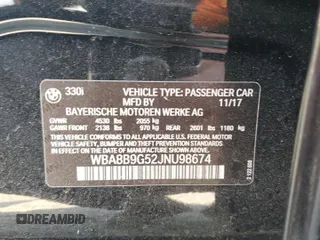 330i
VEHICLE TYPE: PASSENGER CAR
MFD. BY 11/17
BAYERISCHE MOTOREN WERKE AG
GVWR 4530 lbs 2055 kg
GAWR FRONT 2138 lbs 970 kg REAR 2601 lbs 1180 kg
THIS VEHICLE CONFORMS TO ALL APPLICABLE
U.S. FEDERAL MOTOR VEHICLE SAFETY,
BUMPER, AND THEFT PREVENTION STANDARDS
IN EFFECT ON THE DATE OF
MANUFACTURE SHOWN ABOVE.
WBA8B9G52JNU98674
DREAMBID